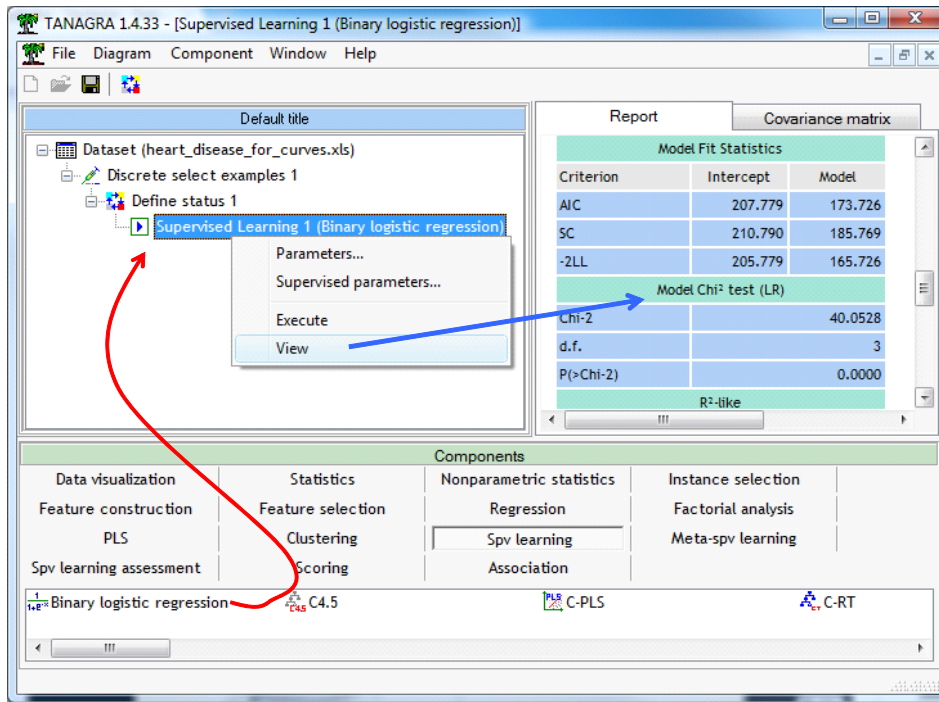 TANAGRA 1.4.33 - [Supervised Learning 1 (Binary logistic regression)]
File Diagram Component Window Help
Default title
Dataset (heart_disease_for_curves.xls)
Discrete select examples 1
Define status 1
Supervised Learning 1 (Binary logistic regression)
Parameters...
Supervised parameters...
Execute
View
Report Covariance matrix
Model Fit Statistics
Criterion Intercept Model
AIC 207.779 173.726
SC 210.790 185.769
-2LL 205.779 165.726
Model Chi² test (LR)
Chi-2 40.0528
d.f. 3
P(>Chi-2) 0.0000
R²-like
Components
Data visualization Statistics Nonparametric statistics Instance selection
Feature construction Feature selection Regression Factorial analysis
PLS Clustering Spv learning Meta-spv learning
Spv learning assessment Scoring Association
Binary logistic regression C4.5 C-PLS C-RT